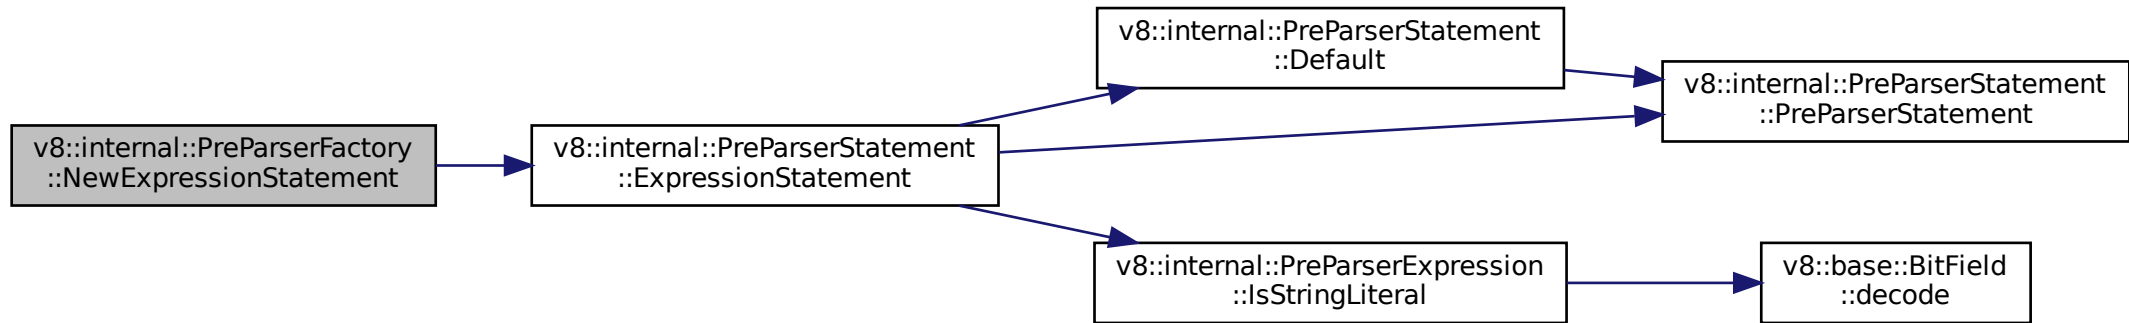 v8::internal::PreParserFactory
::NewExpressionStatement
v8::internal::PreParserStatement
::ExpressionStatement
v8::internal::PreParserStatement
::Default
v8::internal::PreParserStatement
::PreParserStatement
v8::internal::PreParserExpression
::IsStringLiteral
v8::base::BitField
::decode